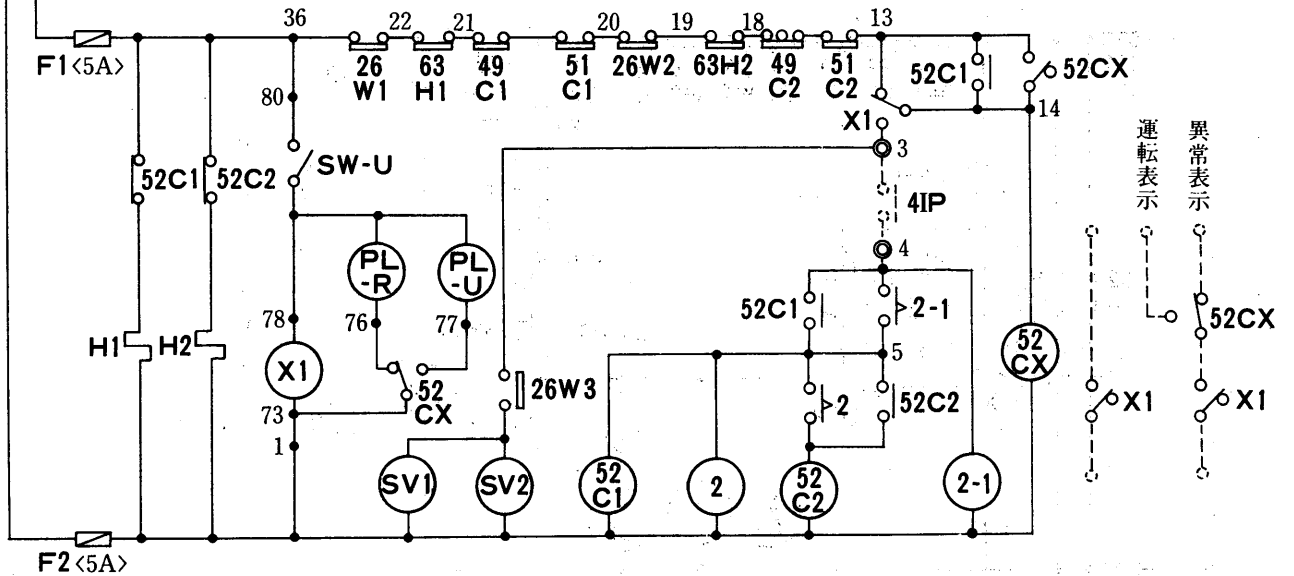 36
22
21
20
19
18
13
F1<5A>
26
W1
63
H1
49
C1
51
C1
26W2
63H2
49
C2
51
C2
52C1
52CX
80
X1
14
運転表示
異常表示
SW-U
3
52C1
52C2
4IP
PL
-R
PL
-U
4
52C1
2-1
78
76
77
52CX
H1
H2
X1
52
CX
5
52
CX
26W3
2
52C2
X1
X1
73
1
SV1
SV2
52
C1
2
52
C2
2-1
F2<5A>